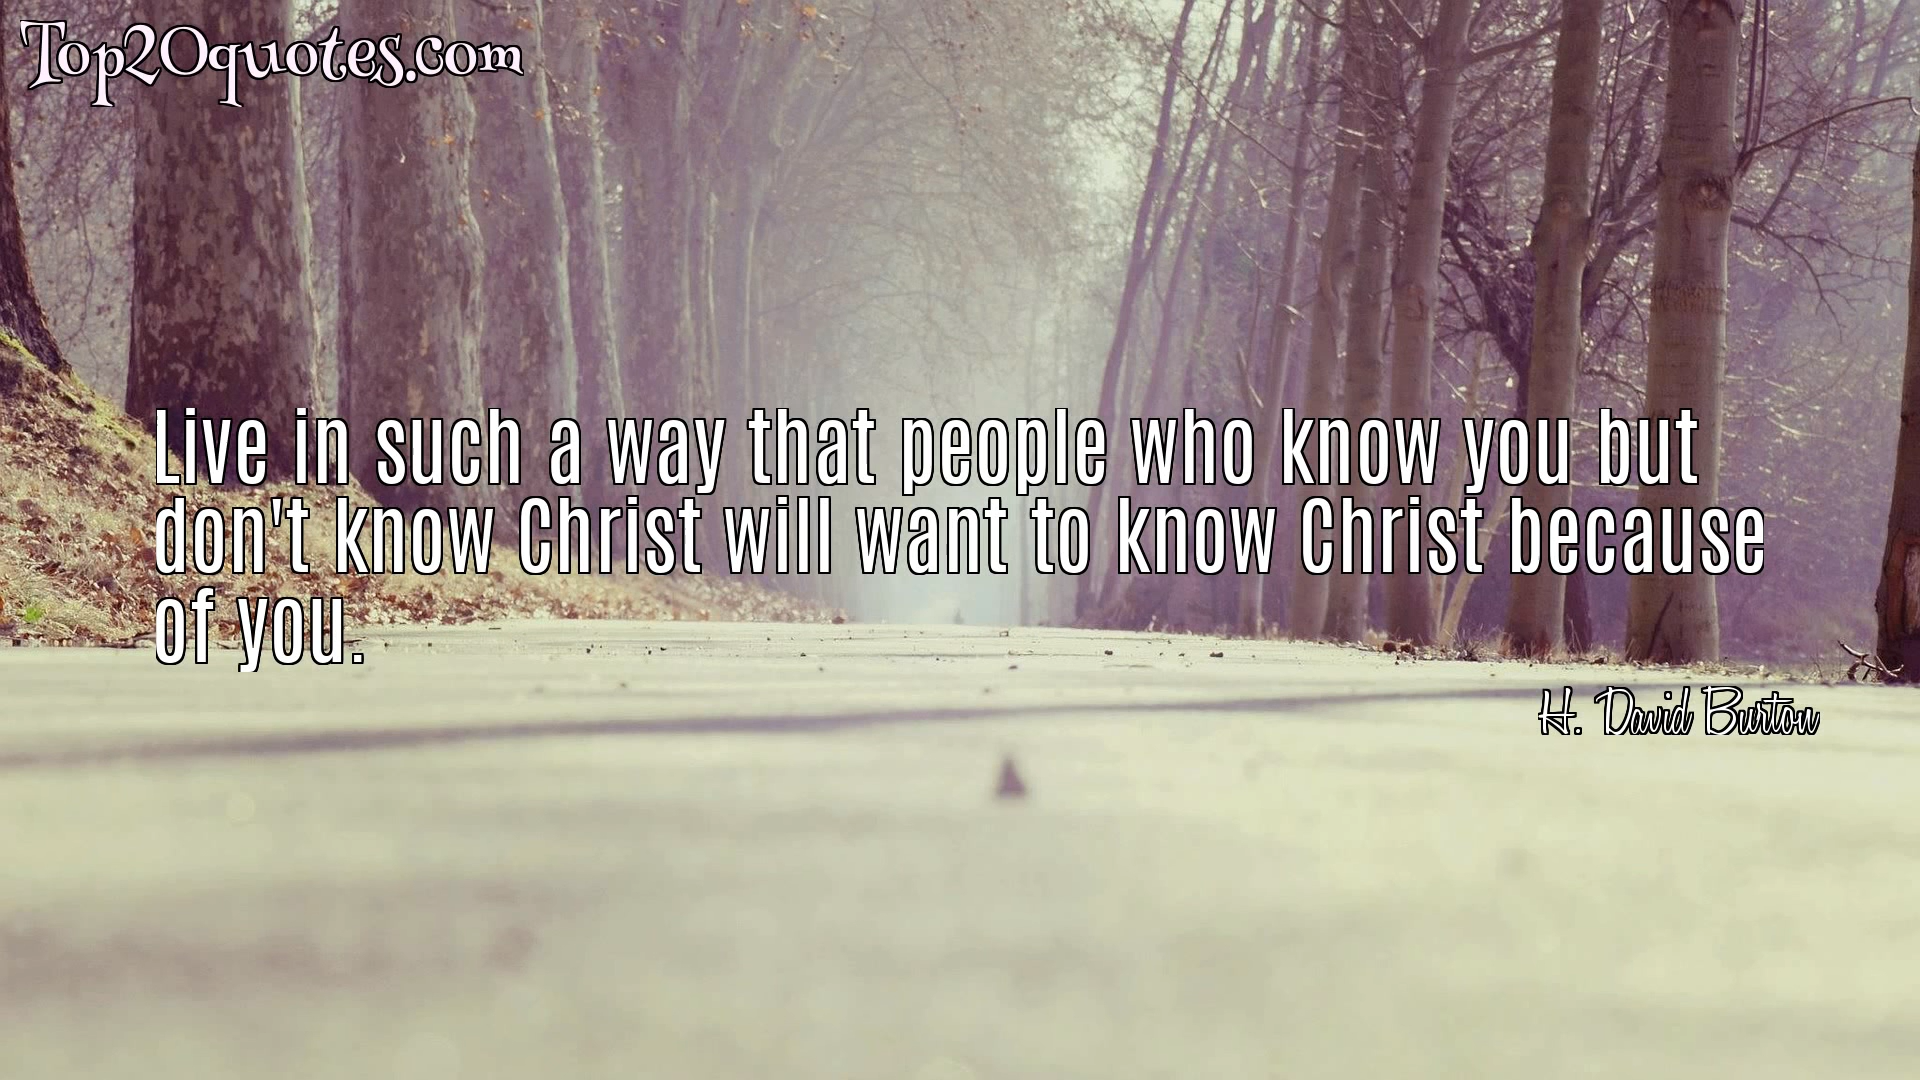 Top20quotes.com
Live in such a way that people who know you but
don't know Christ will want to know Christ because
of you.
H. David Burton